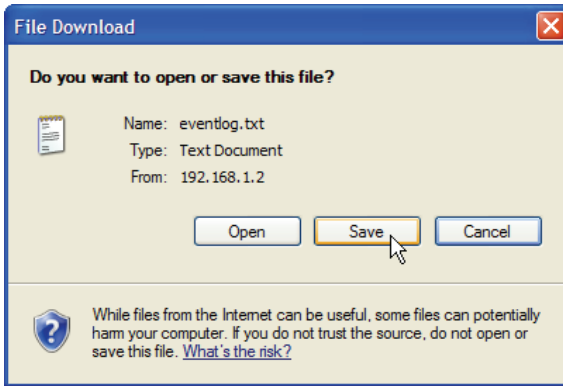 File Download
Do you want to open or save this file?
Name: eventlog.txt
Type: Text Document
From: 192.168.1.2
Open Save Cancel
While files from the Internet can be useful, some files can potentially
harm your computer. If you do not trust the source, do not open or
save this file. What's the risk?